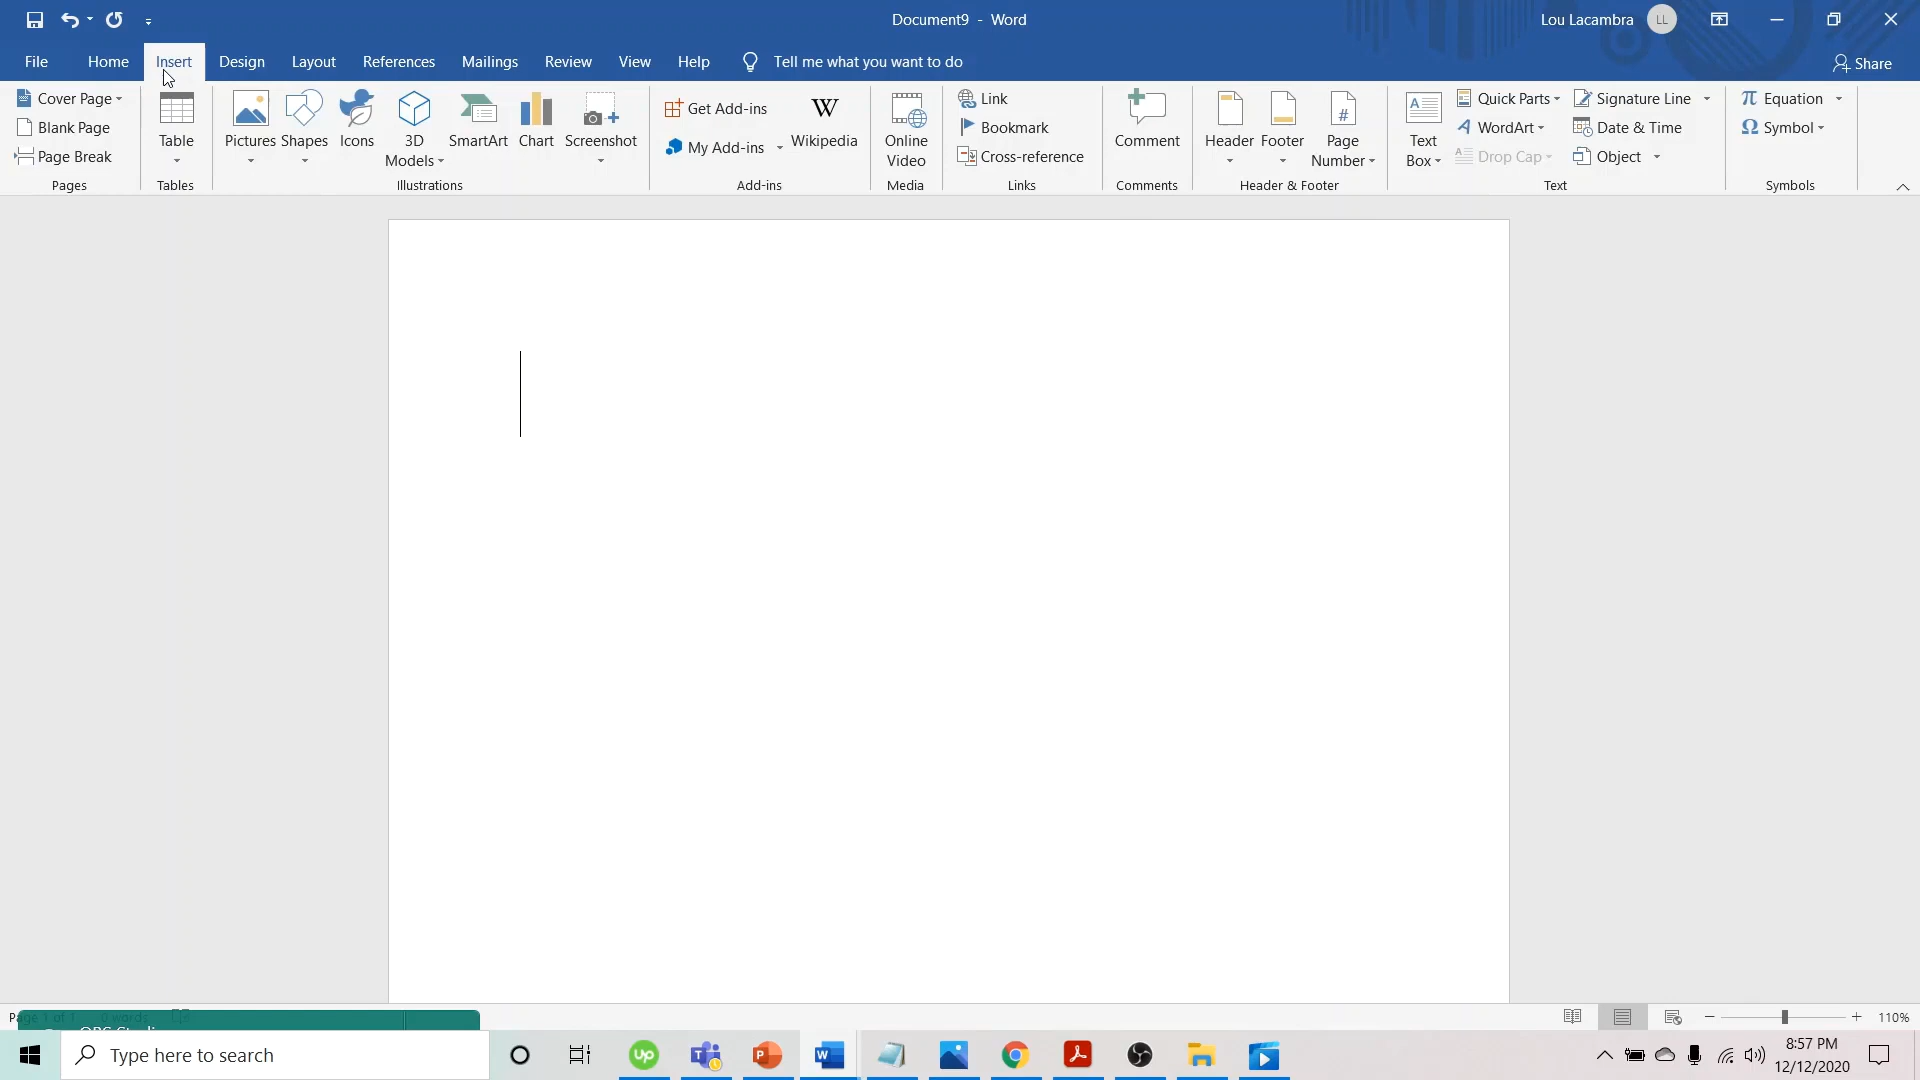 Document9 - Word
Lou Lacambra LL
File Home Insert Design Layout References Mailings Review View Help Tell me what you want to do Share
Cover Page
Blank Page
Page Break
Pages
Table
Tables
Pictures Shapes Icons 3D Models SmartArt Chart Screenshot
Illustrations
Get Add-ins
My Add-ins
W Wikipedia
Add-ins
Online Video
Media
Link
Bookmark
Cross-reference
Links
Comment
Comments
Header Footer # Page Number
Header & Footer
A Text Box
Quick Parts
A WordArt
Drop Cap
Signature Line
Date & Time
Object
Text
π Equation
Ω Symbol
Symbols
Page 1 of 1 0 words
110%
OBS Studi
Type here to search
Up
T
P
W
8:57 PM
12/12/2020